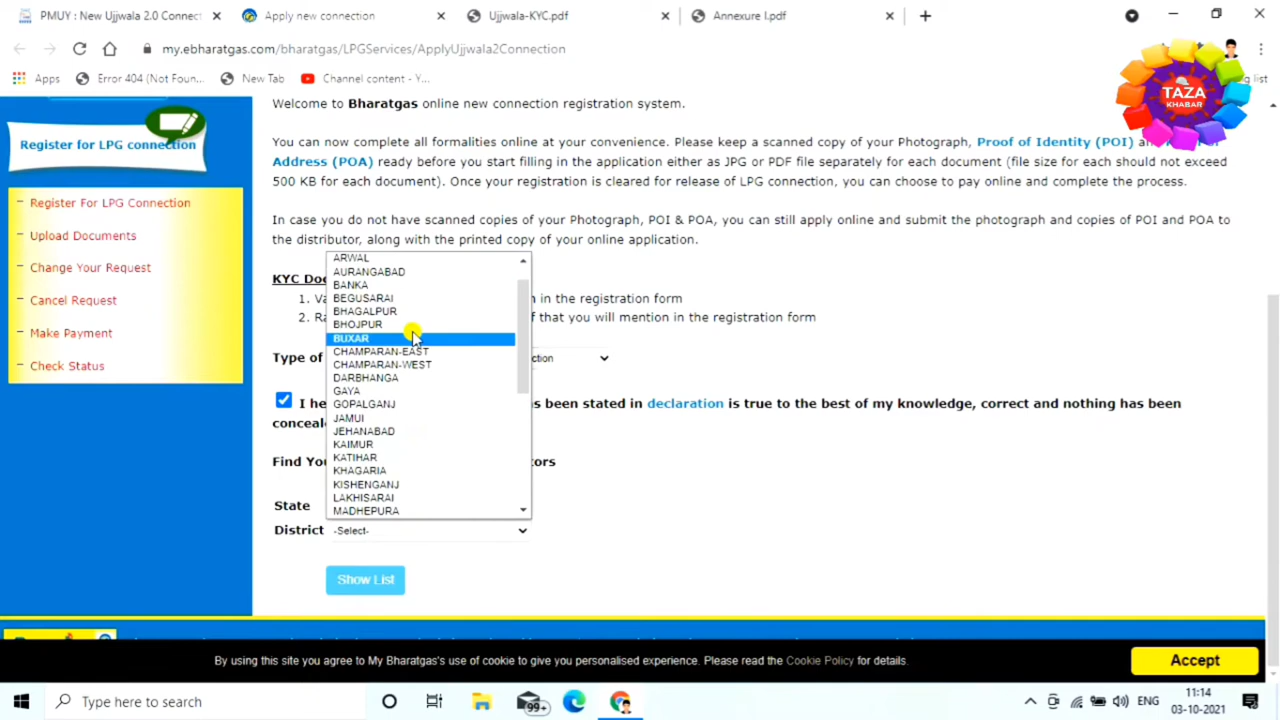 PMUY : New Ujjwala 2.0 Connect
Apply new connection
Ujjwala-KYC.pdf
Annexure I.pdf
my.ebharatgas.com/bharatgas/LPGServices/ApplyUjjwala2Connection
Apps
Error 404 (Not Foun...
New Tab
Channel content - Y...
g list
TAZA
KHABAR
Register for LPG connection
Register For LPG Connection
Upload Documents
Change Your Request
Cancel Request
Make Payment
Check Status
Welcome to Bharatgas online new connection registration system.
You can now complete all formalities online at your convenience. Please keep a scanned copy of your Photograph, Proof of Identity (POI) and
Address (POA) ready before you start filling in the application either as JPG or PDF file separately for each document (file size for each should not exceed
500 KB for each document). Once your registration is cleared for release of LPG connection, you can choose to pay online and complete the process.
In case you do not have scanned copies of your Photograph, POI & POA, you can still apply online and submit the photograph and copies of POI and POA to
the distributor, along with the printed copy of your online application.
KYC Do
n in the registration form
f that you will mention in the registration form
Type of
ction
I he
s been stated in declaration is true to the best of my knowledge, correct and nothing has been
conceal
Find You
tors
ARWAL
AURANGABAD
BANKA
BEGUSARAI
BHAGALPUR
BHOJPUR
BUXAR
CHAMPARAN-EAST
CHAMPARAN-WEST
DARBHANGA
GAYA
GOPALGANJ
JAMUI
JEHANABAD
KAIMUR
KATIHAR
KHAGARIA
KISHENGANJ
LAKHISARAI
MADHEPURA
State
District
-Select-
Show List
By using this site you agree to My Bharatgas's use of cookie to give you personalised experience. Please read the Cookie Policy for details.
Accept
Type here to search
99+
ENG
11:14
03-10-2021